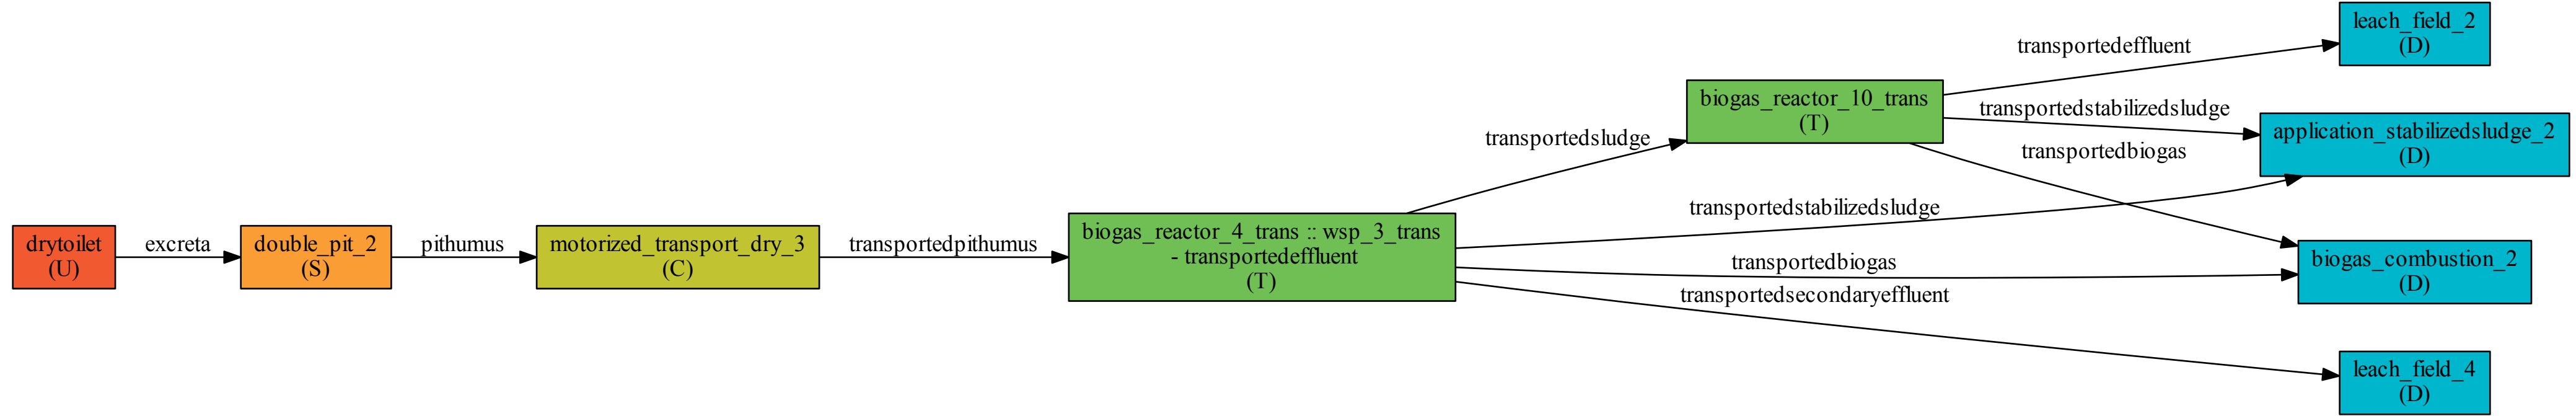 drytoilet
(U)
excreta
double_pit_2
(S)
pithumus
motorized_transport_dry_3
(C)
transportedpithumus
biogas_reactor_4_trans :: wsp_3_trans
- transportedeffluent
(T)
transportedsludge
biogas_reactor_10_trans
(T)
transportedeffluent
transportedstabilizedsludge
transportedbiogas
transportedstabilizedsludge
transportedbiogas
transportedsecondaryeffluent
leach_field_2
(D)
application_stabilizedsludge_2
(D)
biogas_combustion_2
(D)
leach_field_4
(D)